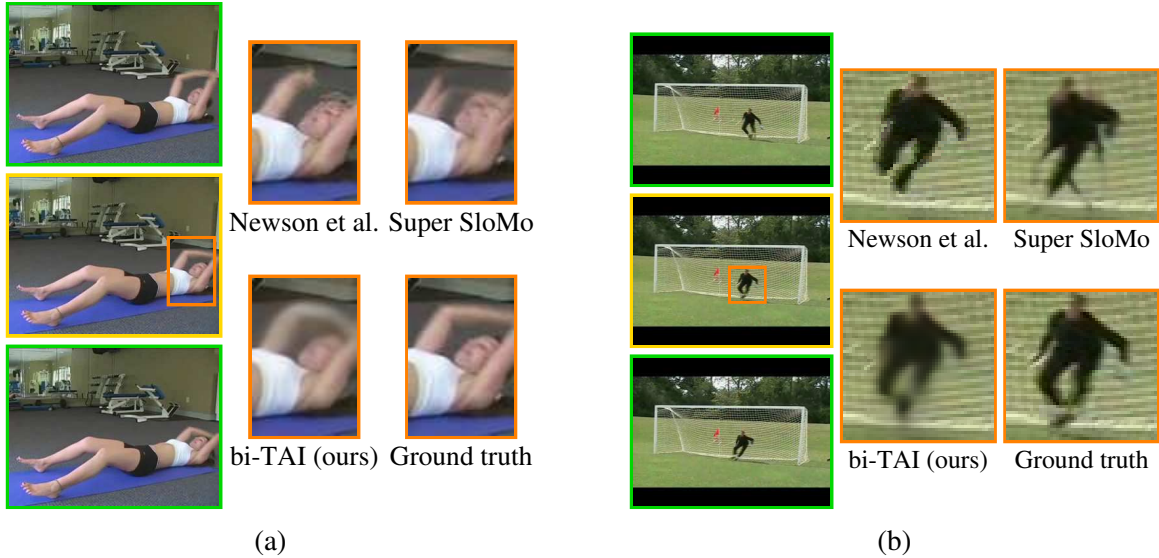 Newson et al. Super SloMo
bi-TAI (ours) Ground truth
(a)
Newson et al. Super SloMo
bi-TAI (ours) Ground truth
(b)